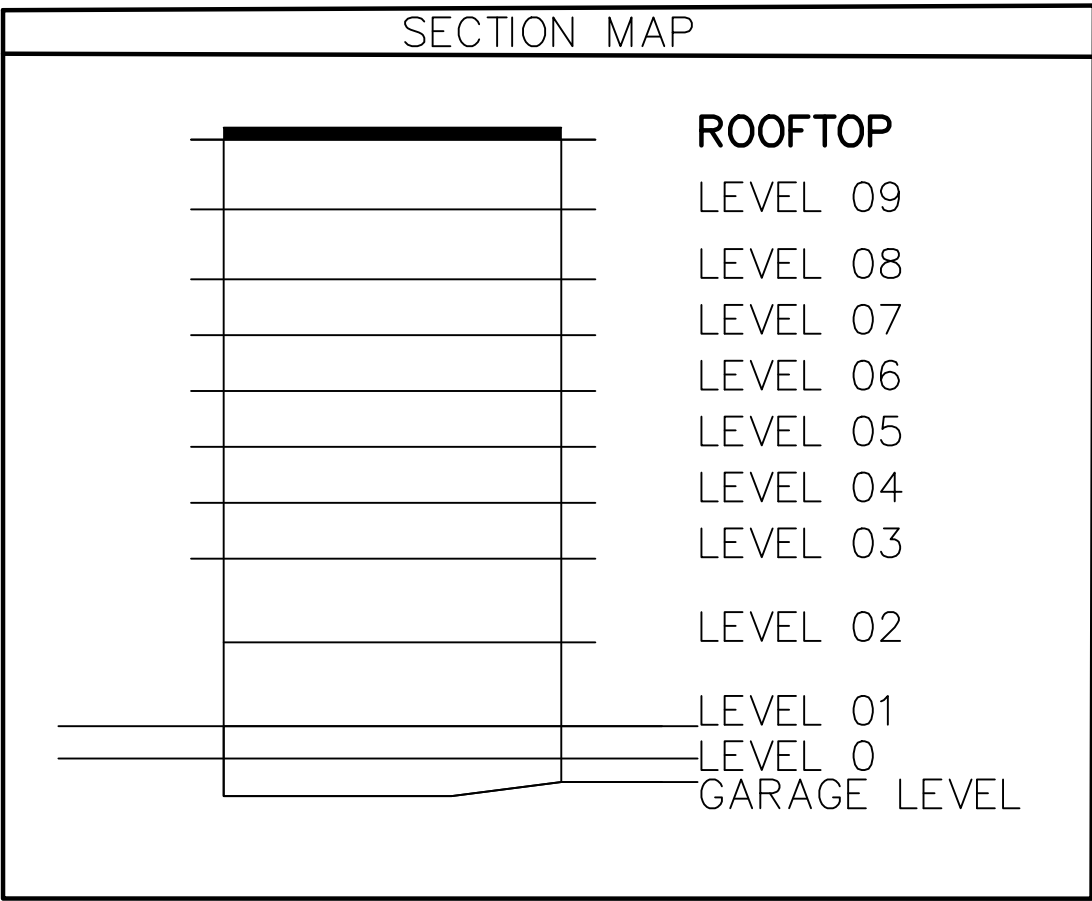 SECTION MAP
ROOFTOP
LEVEL 09
LEVEL 08
LEVEL 07
LEVEL 06
LEVEL 05
LEVEL 04
LEVEL 03
LEVEL 02
LEVEL 01
LEVEL 0
GARAGE LEVEL